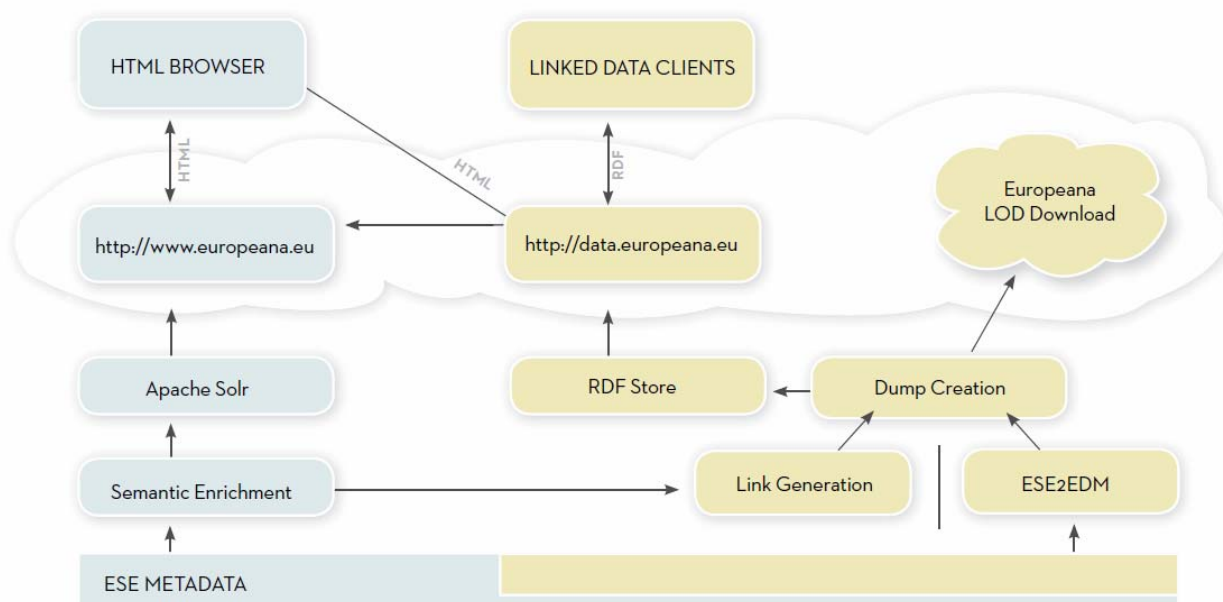 HTML BROWSER
LINKED DATA CLIENTS
HTML
HTML
RDF
Europeana
LOD Download
http://www.europeana.eu
http://data.europeana.eu
Apache Solr
RDF Store
Dump Creation
Semantic Enrichment
Link Generation
ESE2EDM
ESE METADATA